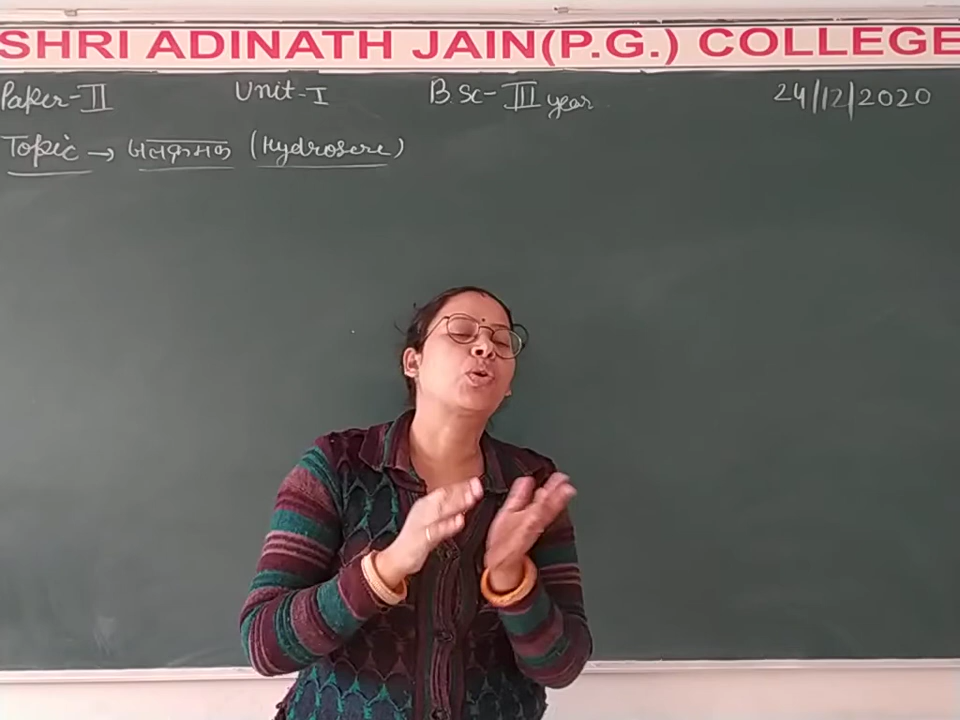 SHRI ADINATH JAIN(P.G.) COLLEGE
Paper-II Unit-I B.Sc-III year 24/12/2020
Topic → जलक्रमक (Hydrosere)